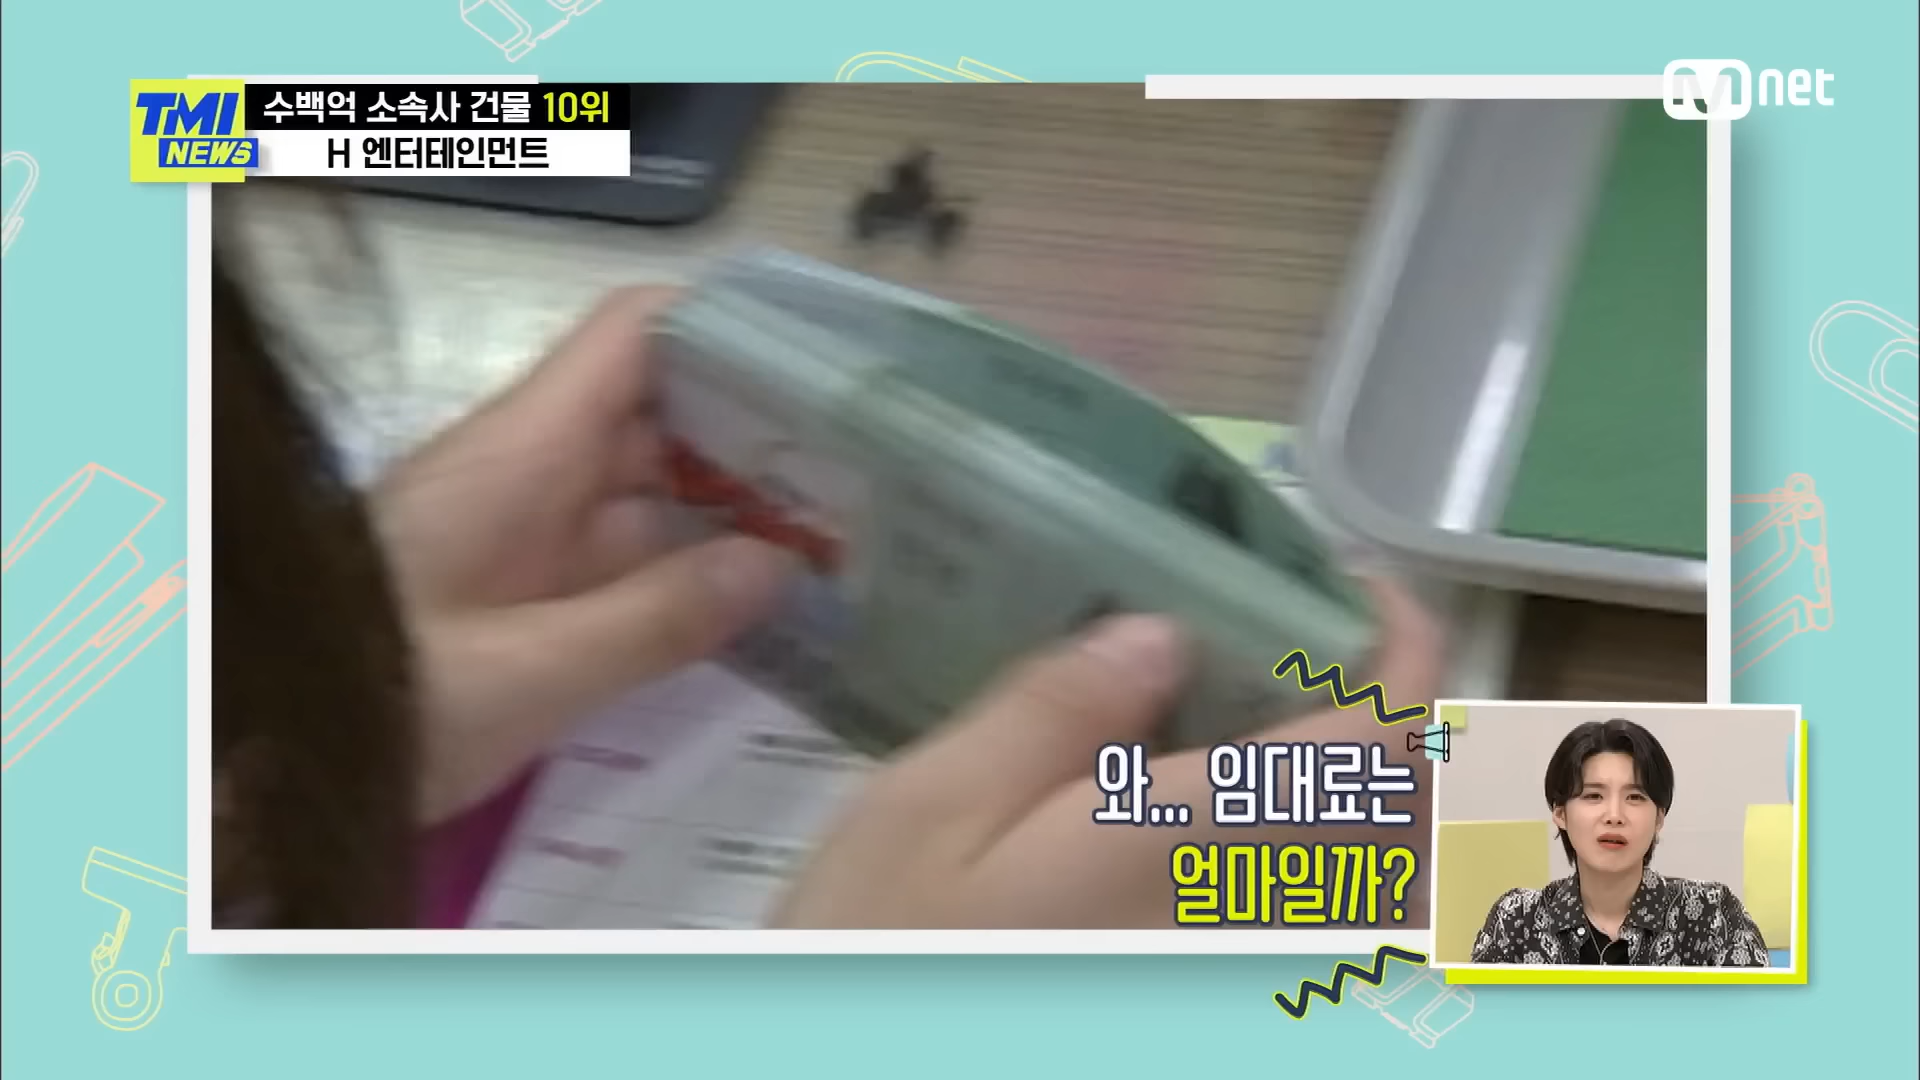 TMI
NEWS
수백억 소속사 건물 10위
H 엔터테인먼트
Mnet
와... 임대료는
얼마일까?